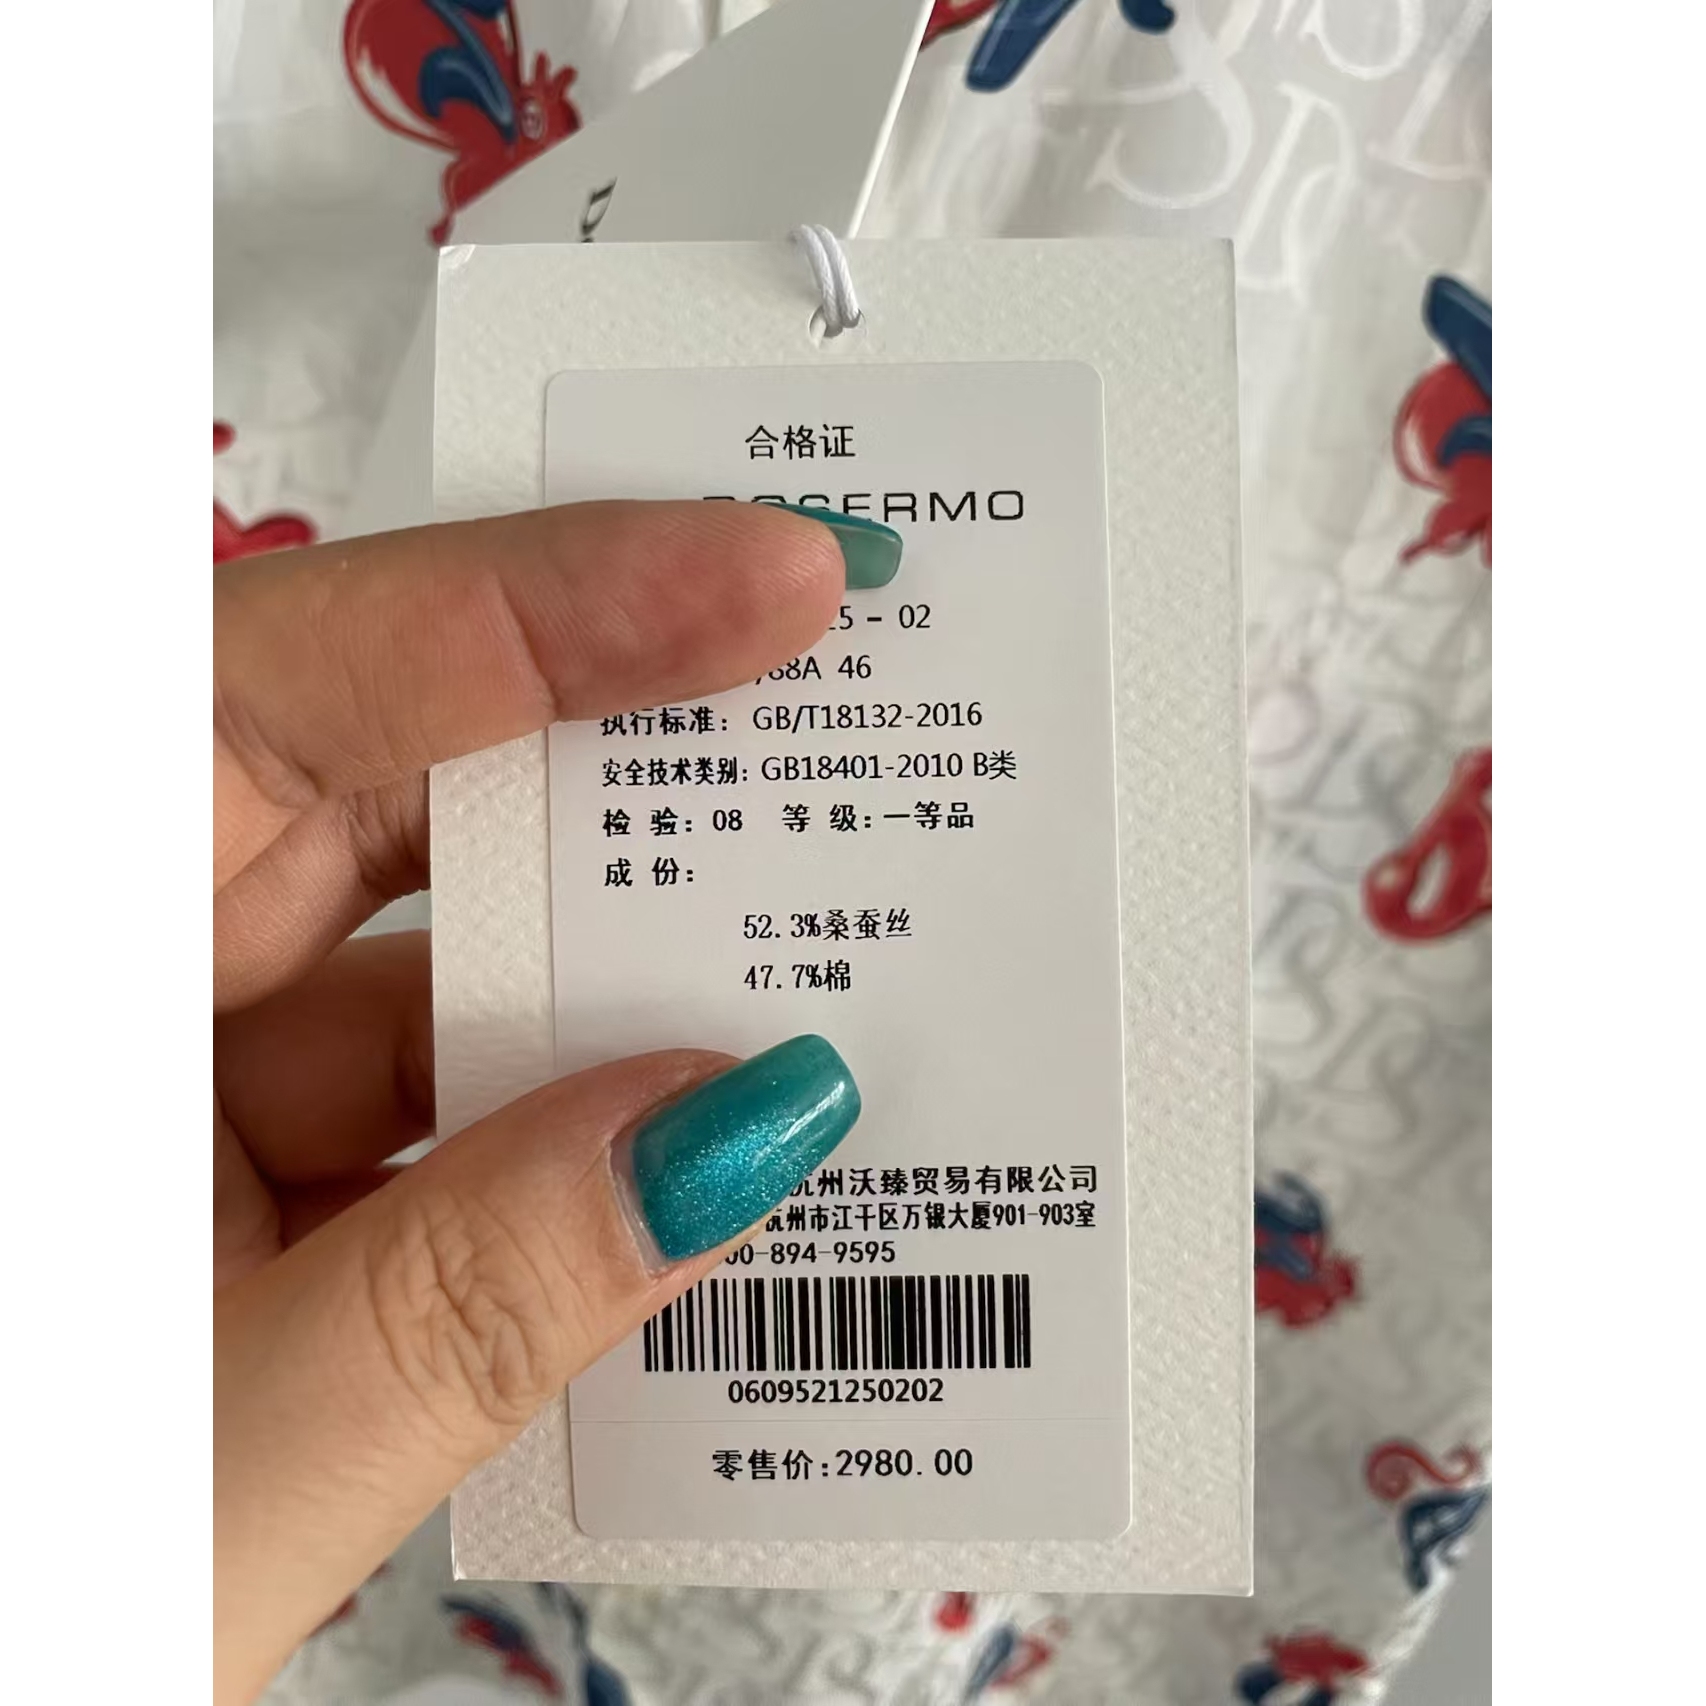 合格证
ROSERMO
25 - 02
/88A 46
执行标准: GB/T18132-2016
安全技术类别: GB18401-2010 B类
检 验: 08 等 级: 一等品
成 份:
52.3%桑蚕丝
47.7%棉
杭州沃臻贸易有限公司
杭州市江干区万银大厦901-903室
00-894-9595
0609521250202
零售价:2980.00